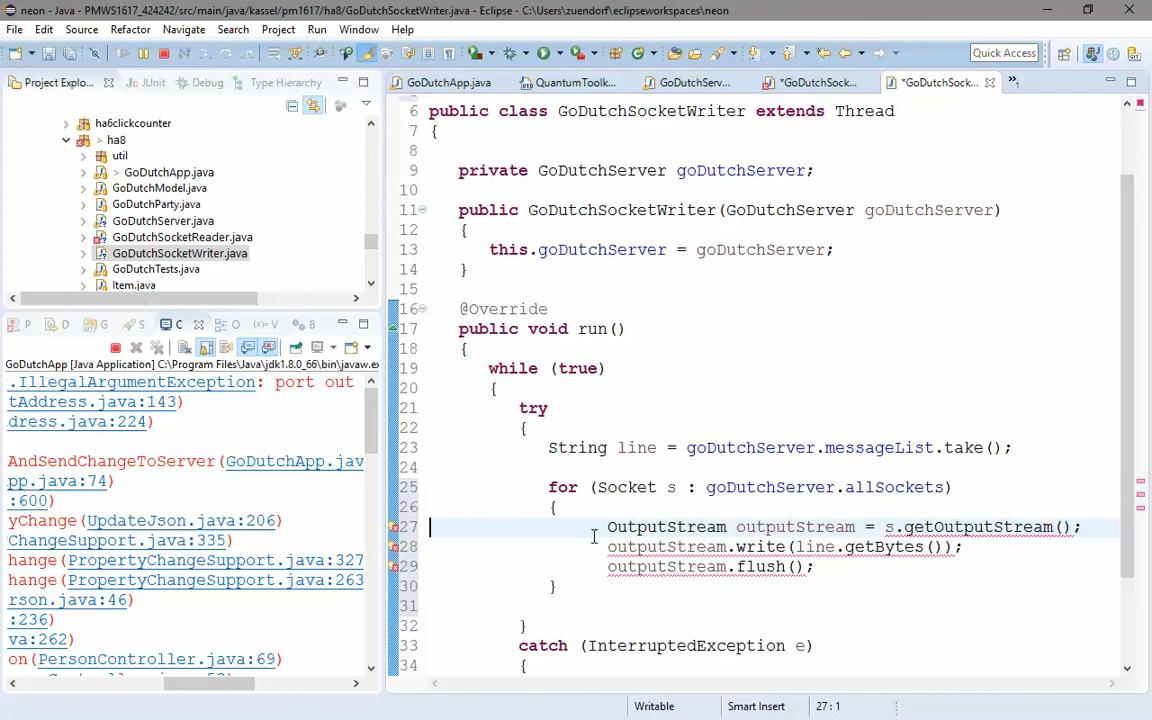 neon - Java - PMWS1617_424242/src/main/java/kassel/pm1617/ha8/GoDutchSocketWriter.java - Eclipse - C:\Users\zuendorf\eclipseworkspaces\neon
File Edit Source Refactor Navigate Search Project Run Window Help
Quick Access
Project Explo... JUnit Debug Type Hierarchy
ha6clickcounter
> ha8
util
> GoDutchApp.java
GoDutchModel.java
GoDutchParty.java
GoDutchServer.java
GoDutchSocketReader.java
GoDutchSocketWriter.java
GoDutchTests.java
Item.java
P D G S C O (x)= V B
GoDutchApp [Java Application] C:\Program Files\Java\jdk1.8.0_66\bin\javaw.ex
.IllegalArgumentException: port out
tAddress.java:143)
dress.java:224)
AndSendChangeToServer(GoDutchApp.jav
pp.java:74)
:600)
yChange(UpdateJson.java:206)
ChangeSupport.java:335)
hange(PropertyChangeSupport.java:327
hange(PropertyChangeSupport.java:263
rson.java:46)
:236)
va:262)
on(PersonController.java:69)
GoDutchApp.java QuantumToolk... GoDutchServ... *GoDutchSock... *GoDutchSock... »1
6 public class GoDutchSocketWriter extends Thread
7 {
8
9 private GoDutchServer goDutchServer;
10
11 public GoDutchSocketWriter(GoDutchServer goDutchServer)
12 {
13 this.goDutchServer = goDutchServer;
14 }
15
16 @Override
17 public void run()
18 {
19 while (true)
20 {
21 try
22 {
23 String line = goDutchServer.messageList.take();
24
25 for (Socket s : goDutchServer.allSockets)
26 {
27 OutputStream outputStream = s.getOutputStream();
28 outputStream.write(line.getBytes());
29 outputStream.flush();
30 }
31
32 }
33 catch (InterruptedException e)
34 {
Writable Smart Insert 27 : 1